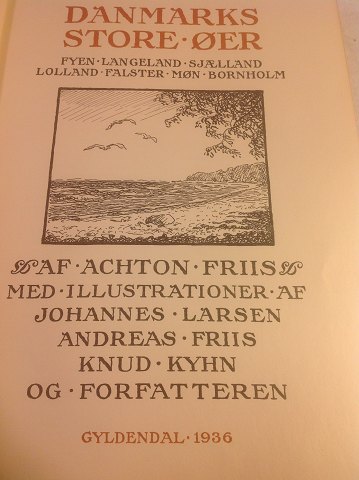 DANMARKS
STORE·ØER
FYEN·LANGELAND·SJÆLLAND
LOLLAND·FALSTER·MØN·BORNHOLM
AF·ACHTON·FRIIS
MED·ILLUSTRATIONER·AF
JOHANNES·LARSEN
ANDREAS·FRIIS
KNUD·KYHN
OG·FORFATTEREN
GYLDENDAL·1936